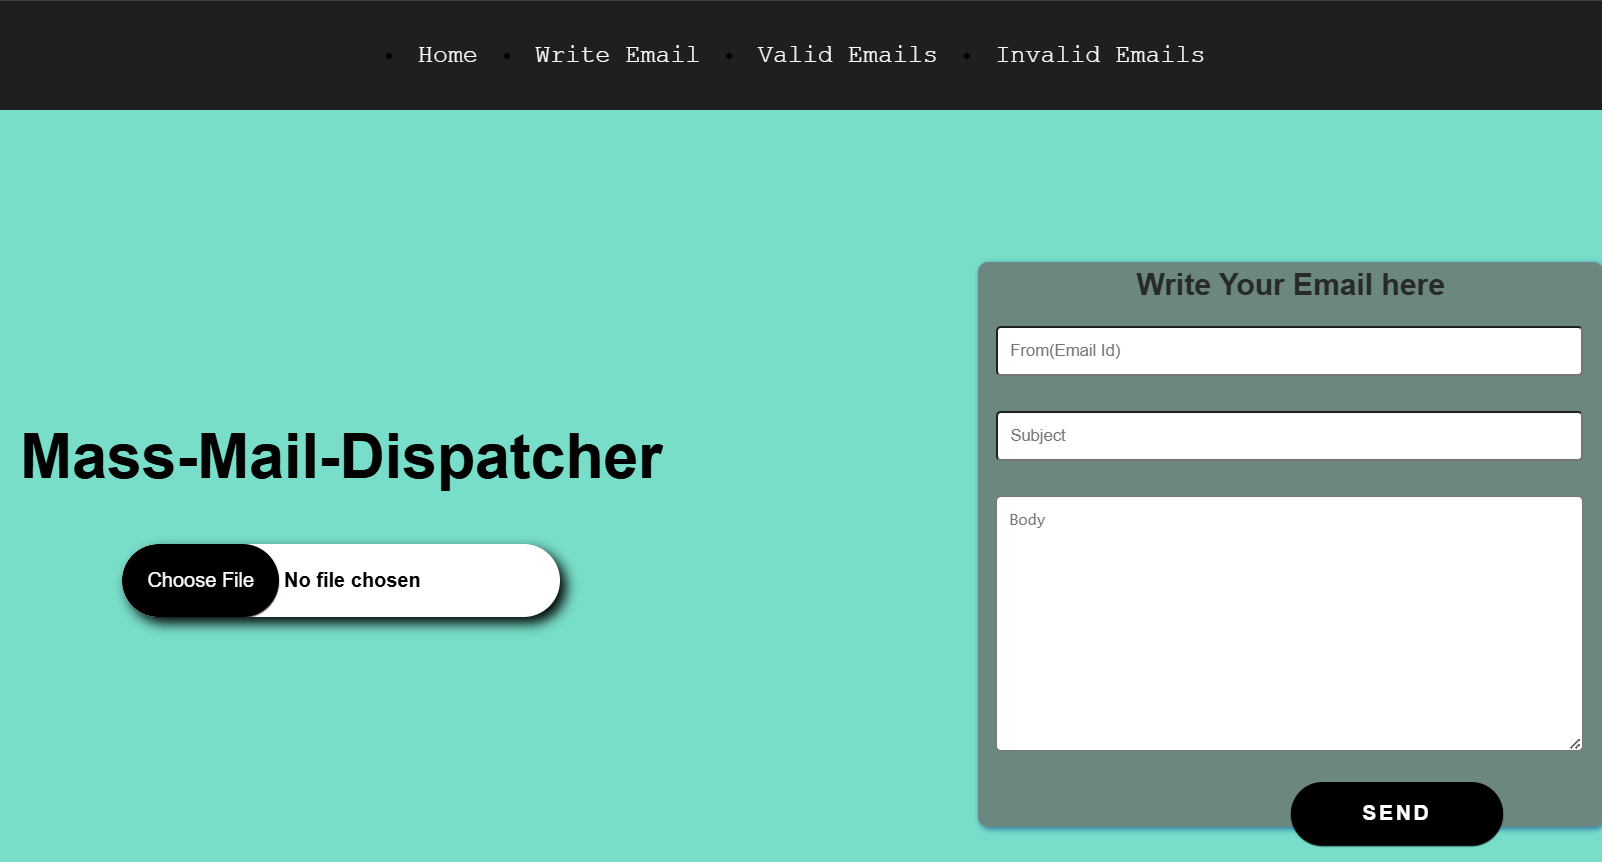 Home Write Email Valid Emails Invalid Emails
Write Your Email here
From(Email Id)
Subject
Mass-Mail-Dispatcher
Body
Choose File No file chosen
SEND